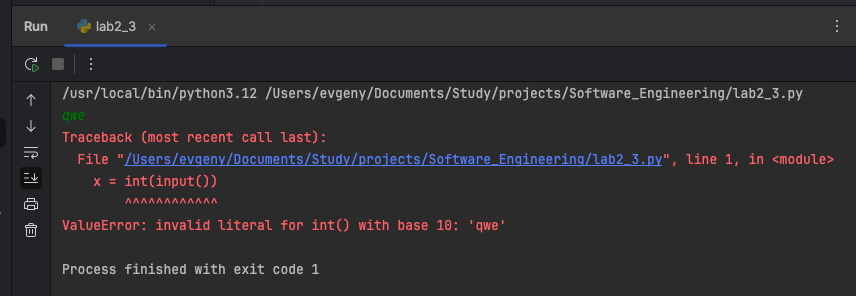 Run lab2_3 ×
/usr/local/bin/python3.12 /Users/evgeny/Documents/Study/projects/Software_Engineering/lab2_3.py
qwe
Traceback (most recent call last):
  File "/Users/evgeny/Documents/Study/projects/Software_Engineering/lab2_3.py", line 1, in <module>
    x = int(input())
        ^^^^^^^^^^^^
ValueError: invalid literal for int() with base 10: 'qwe'
Process finished with exit code 1